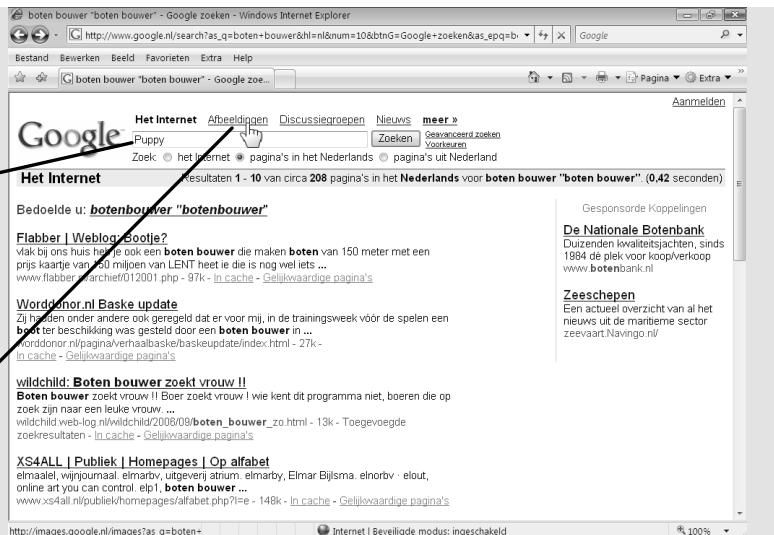 boten bouwer "boten bouwer" - Google zoeken - Windows Internet Explorer
http://www.google.nl/search?as_q=boten+bouwer&hl=nl&num=10&btnG=Google+zoeken&as_epq=b
Google
Bestand Bewerken Beeld Favorieten Extra Help
boten bouwer "boten bouwer" - Google zoe...
Pagina Extra
Aanmelden
Het Internet Afbeeldingen Discussiegroepen Nieuws meer »
Google
Puppy Zoeken Geavanceerd zoeken
Voorkeuren
Zoek: het Internet pagina's in het Nederlands pagina's uit Nederland
Het Internet Resultaten 1 - 10 van circa 208 pagina's in het Nederlands voor boten bouwer "boten bouwer". (0,42 seconden)
Bedoelde u: botenbouwer "botenbouwer"
Flabber | Weblog: Bootje?
vlak bij ons huis heb je ook een boten bouwer die maken boten van 150 meter met een
prijs kaartje van 150 miljoen van LENT heet ie die is nog wel iets ...
www.flabber.nl/archief/012001.php - 97k - In cache - Gelijkwaardige pagina's
Worddonor.nl Baske update
Zij hadden onder andere ook geregeld dat er voor mij, in de trainingsweek vóór de spelen een
boot ter beschikking was gesteld door een boten bouwer in ...
worddonor.nl/pagina/verhaalbaske/baskeupdate/index.html - 27k -
In cache - Gelijkwaardige pagina's
wildchild: Boten bouwer zoekt vrouw !!
Boten bouwer zoekt vrouw !! Boer zoekt vrouw ! wie kent dit programma niet, boeren die op
zoek zijn naar een leuke vrouw. ...
wildchild.web-log.nl/wildchild/2006/09/boten_bouwer_zo.html - 13k - Toegevoegde
zoekresultaten - In cache - Gelijkwaardige pagina's
XS4ALL | Publiek | Homepages | Op alfabet
elmaalel, wijnjournaal. elmarbv, uitgeverij atrium. elmarby, Elmar Bijlsma. elnorbv · elout,
online art you can control. elp1, boten bouwer ...
www.xs4all.nl/publiek/homepages/alfabet.php?l=e - 148k - In cache - Gelijkwaardige pagina's
Gesponsorde Koppelingen
De Nationale Botenbank
Duizenden kwaliteitsjachten, sinds
1984 dé plek voor koop/verkoop
www.botenbank.nl
Zeeschepen
Een actueel overzicht van al het
nieuws uit de maritieme sector
zeevaart.Navingo.nl/
http://images.google.nl/images?as_q=boten+ Internet | Beveiligde modus: ingeschakeld 100%